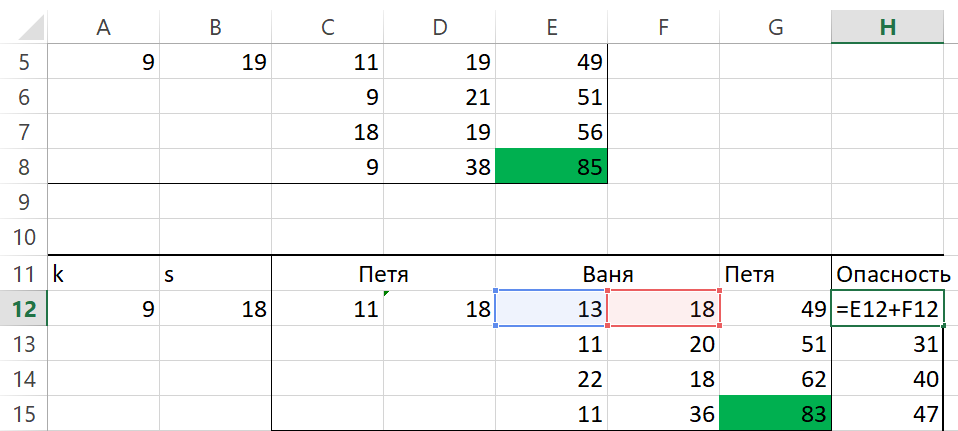 A B C D E F G H
5 9 19 11 19 49
6 9 21 51
7 18 19 56
8 9 38 85
9
10
11 k s Петя Ваня Петя Опасность
12 9 18 11 18 13 18 49 =E12+F12
13 11 20 51 31
14 22 18 62 40
15 11 36 83 47